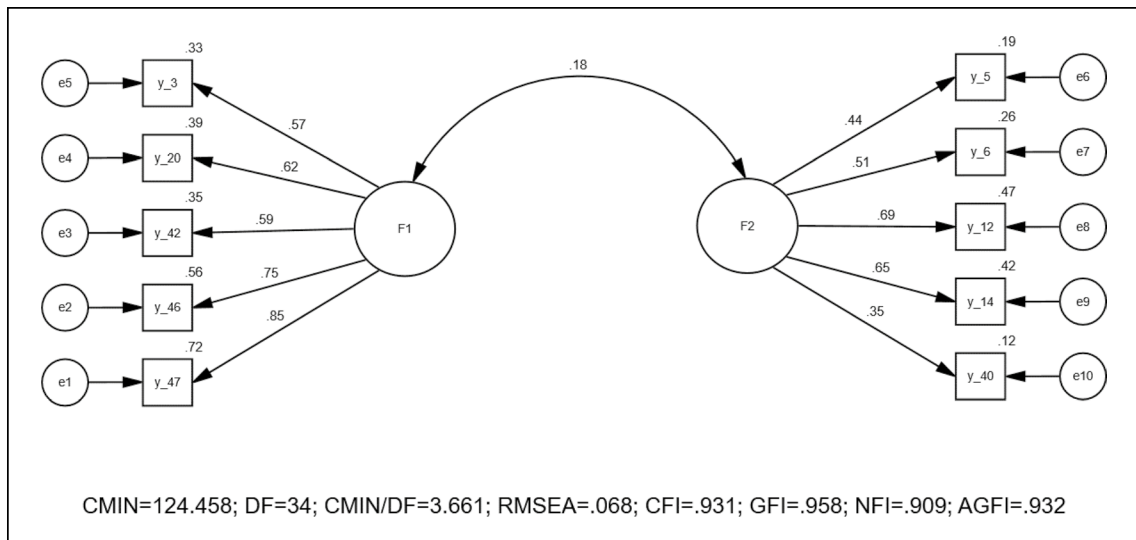 .33
.19
e5
y_3
.18
y_5
e6
.57
.44
.39
.26
e4
y_20
.62
.51
y_6
e7
.35
.47
e3
y_42
.59
F1
F2
.69
y_12
e8
.56
.75
.65
.42
e2
y_46
y_14
e9
.85
.35
.72
.12
e1
y_47
y_40
e10
CMIN=124.458; DF=34; CMIN/DF=3.661; RMSEA=.068; CFI=.931; GFI=.958; NFI=.909; AGFI=.932